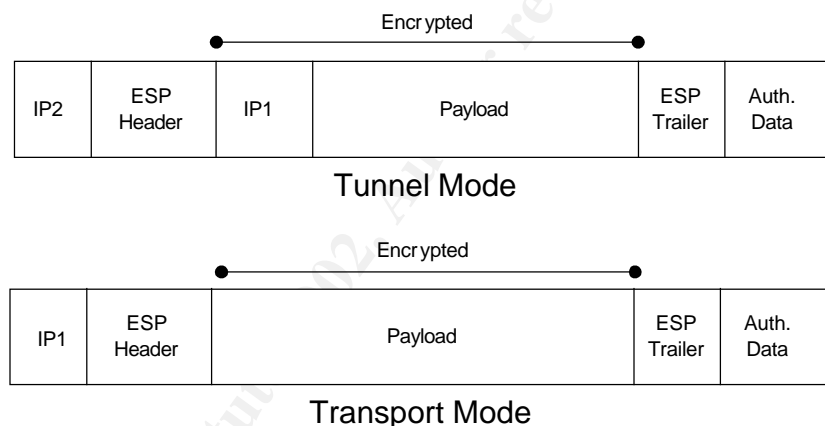 Encrypted
IP2 ESP Header IP1 Payload ESP Trailer Auth. Data
Tunnel Mode
Encrypted
IP1 ESP Header Payload ESP Trailer Auth. Data
Transport Mode